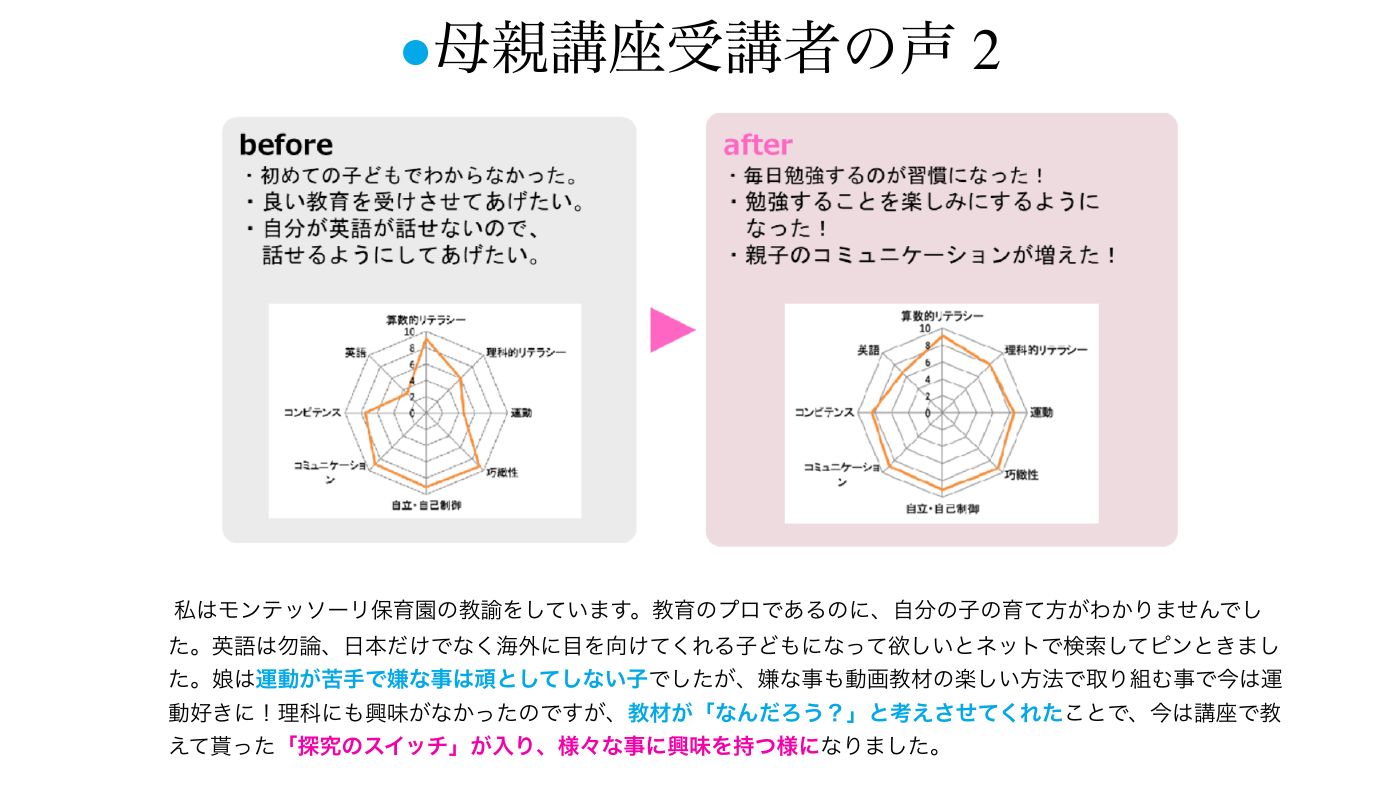 ●母親講座受講者の声 2
before
・初めての子どもでわからなかった。
・良い教育を受けさせてあげたい。
・自分が英語が話せないので、
話せるようにしてあげたい。
算数的リテラシー
10
英語
8
理科的リテラシー
6
4
2
コンピテンス
0
運動
コミュニケーショ
ン
巧緻性
自立・自己制御
after
・毎日勉強するのが習慣になった！
・勉強することを楽しみにするように
なった！
・親子のコミュニケーションが増えた！
算数的リテラシー
10
英語
8
理科的リテラシー
6
4
2
コンピテンス
0
運動
コミュニケーショ
ン
巧緻性
自立・自己制御
私はモンテッソーリ保育園の教諭をしています。教育のプロであるのに、自分の子の育て方がわかりませんでし
た。英語は勿論、日本だけでなく海外に目を向けてくれる子どもになって欲しいとネットで検索してピンときまし
た。娘は運動が苦手で嫌な事は頑としてしない子でしたが、嫌な事も動画教材の楽しい方法で取り組む事で今は運
動好きに！理科にも興味がなかったのですが、教材が「なんだろう？」と考えさせてくれたことで、今は講座で教
えて貰った「探究のスイッチ」が入り、様々な事に興味を持つ様になりました。